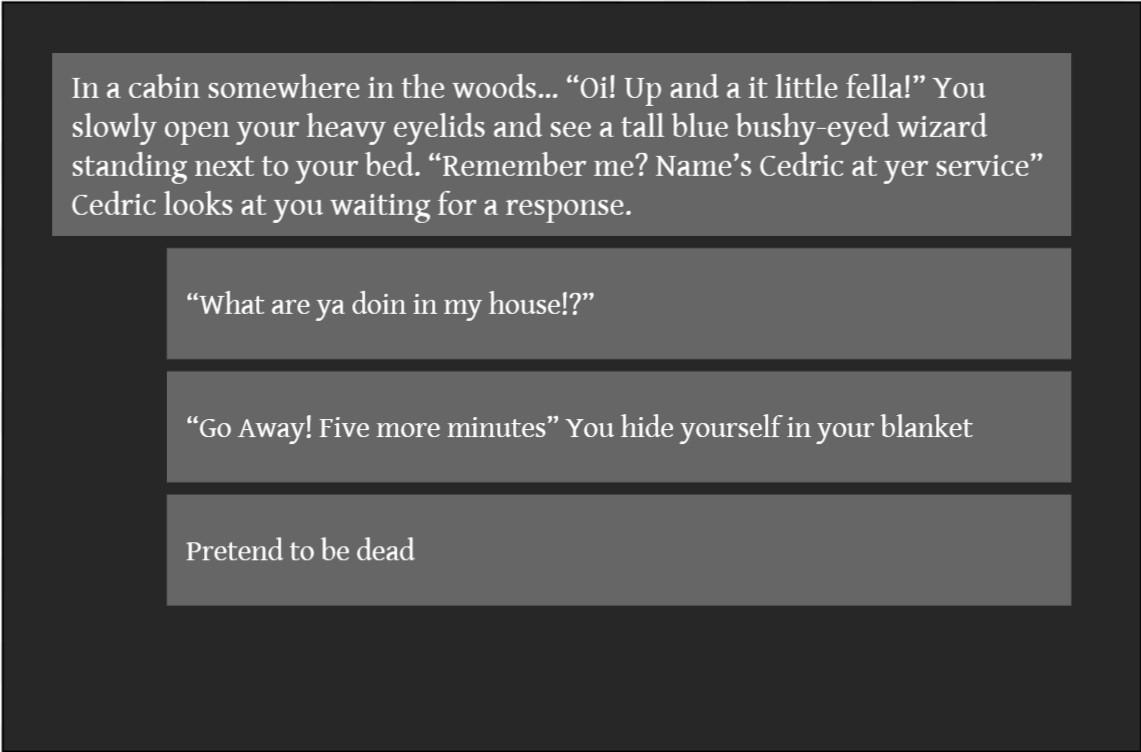 In a cabin somewhere in the woods... “Oi! Up and a it little fella!” You
slowly open your heavy eyelids and see a tall blue bushy-eyed wizard
standing next to your bed. “Remember me? Name’s Cedric at yer service”
Cedric looks at you waiting for a response.
“What are ya doin in my house!?”
“Go Away! Five more minutes” You hide yourself in your blanket
Pretend to be dead